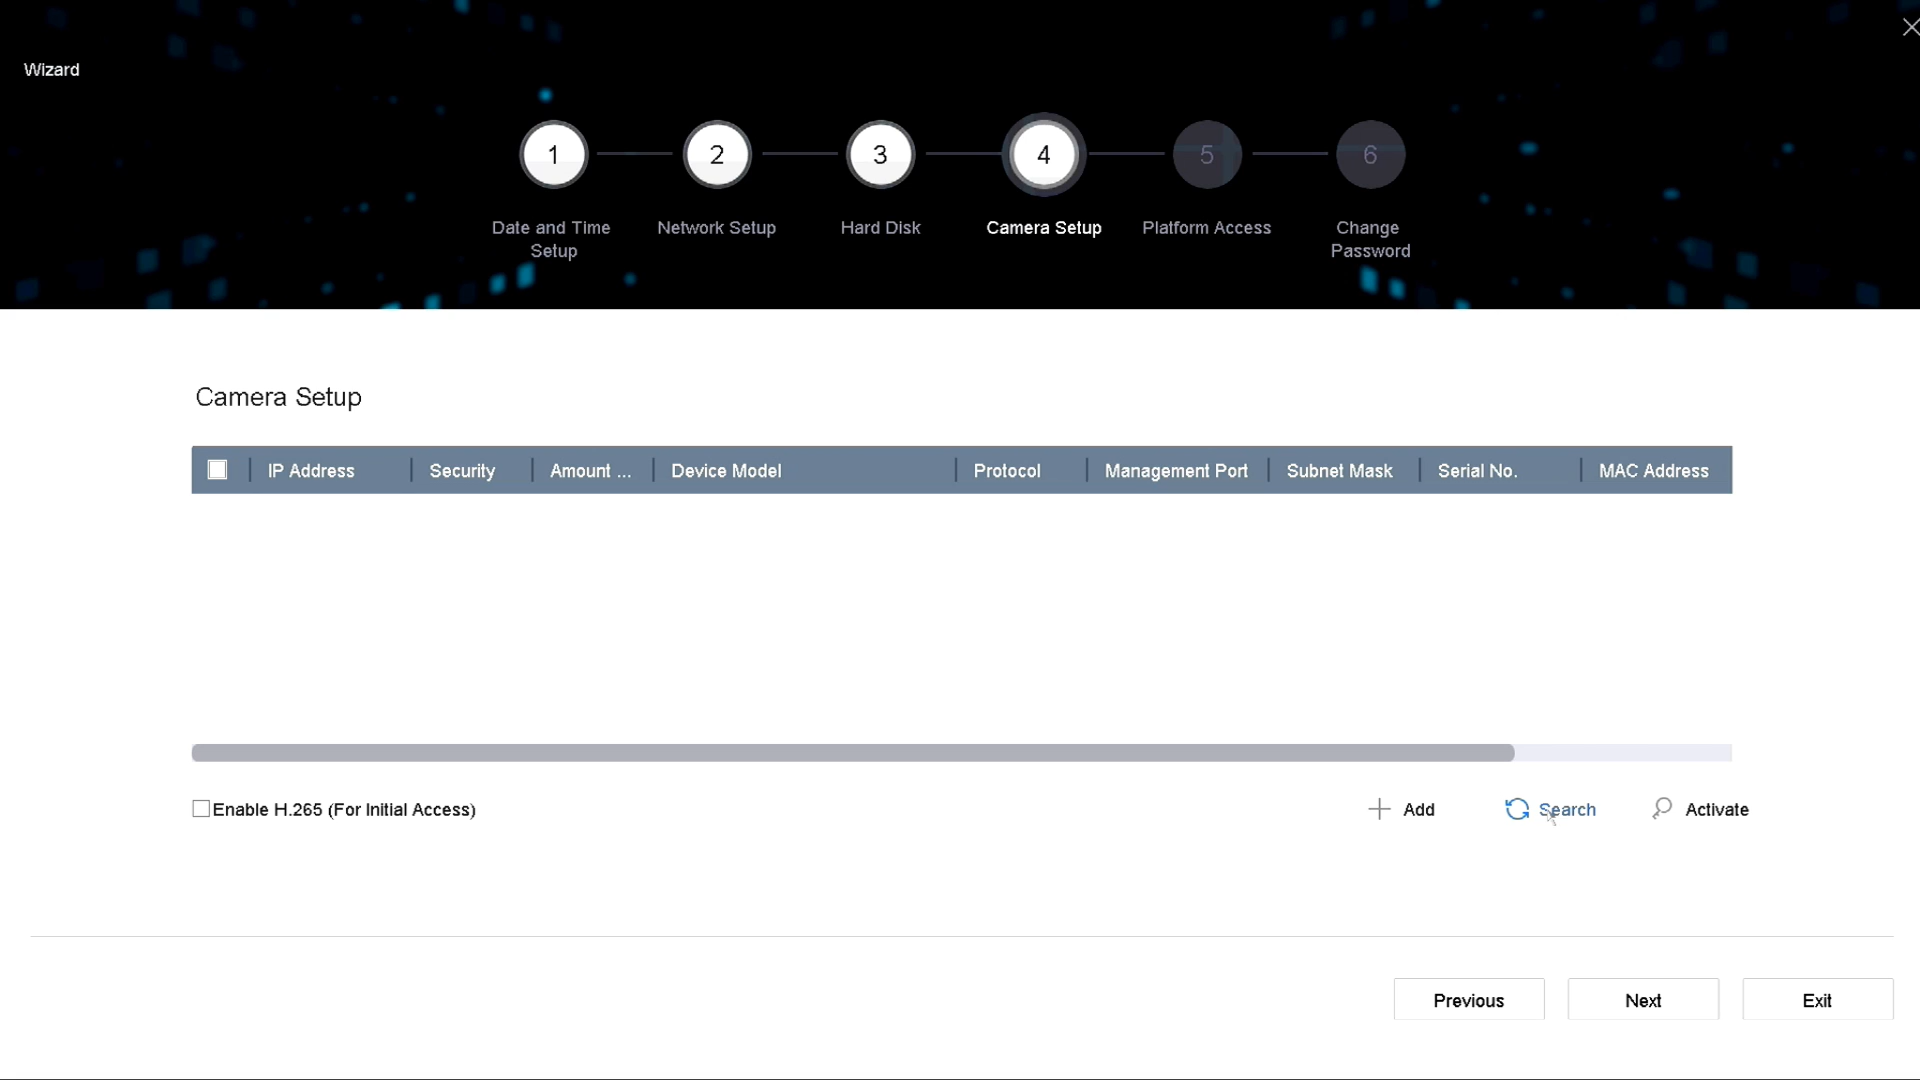 Wizard
1 2 3 4 5 6
Date and Time Setup
Network Setup
Hard Disk
Camera Setup
Platform Access
Change Password
Camera Setup
IP Address Security Amount ... Device Model Protocol Management Port Subnet Mask Serial No. MAC Address
Enable H.265 (For Initial Access) Add Search Activate
Previous Next Exit